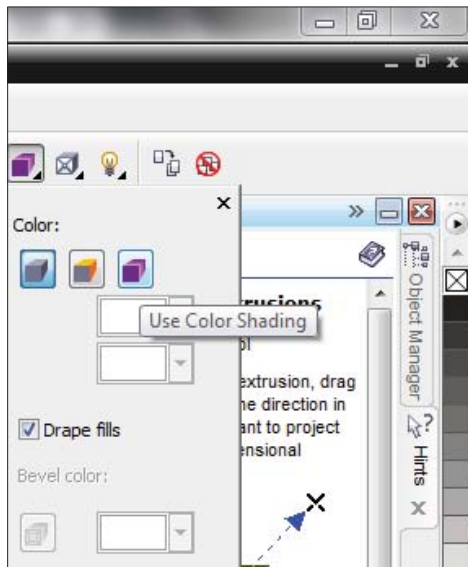 Color:
Use Color Shading
Drape fills
Bevel color:
rusions
ol
extrusion, drag
ne direction in
ant to project
ensional
Object Manager
Hints